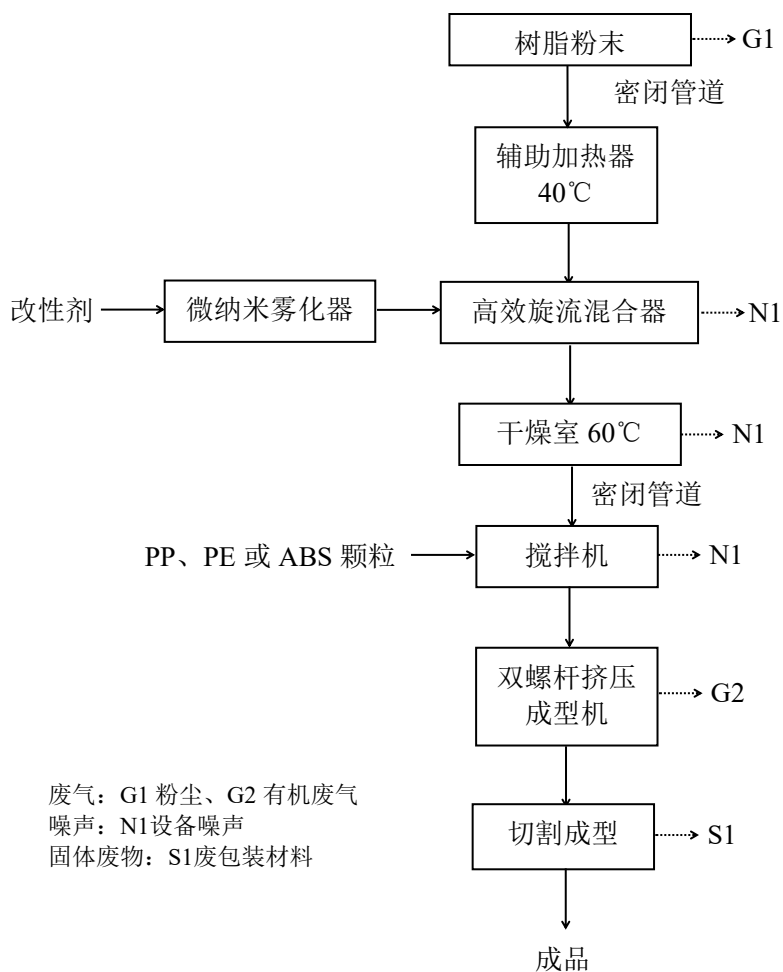 树脂粉末
G1
密闭管道
辅助加热器
40℃
改性剂
微纳米雾化器
高效旋流混合器
N1
干燥室 60℃
N1
密闭管道
PP、PE 或 ABS 颗粒
搅拌机
N1
双螺杆挤压
成型机
G2
废气：G1 粉尘、G2 有机废气
噪声：N1设备噪声
固体废物：S1废包装材料
切割成型
S1
成品